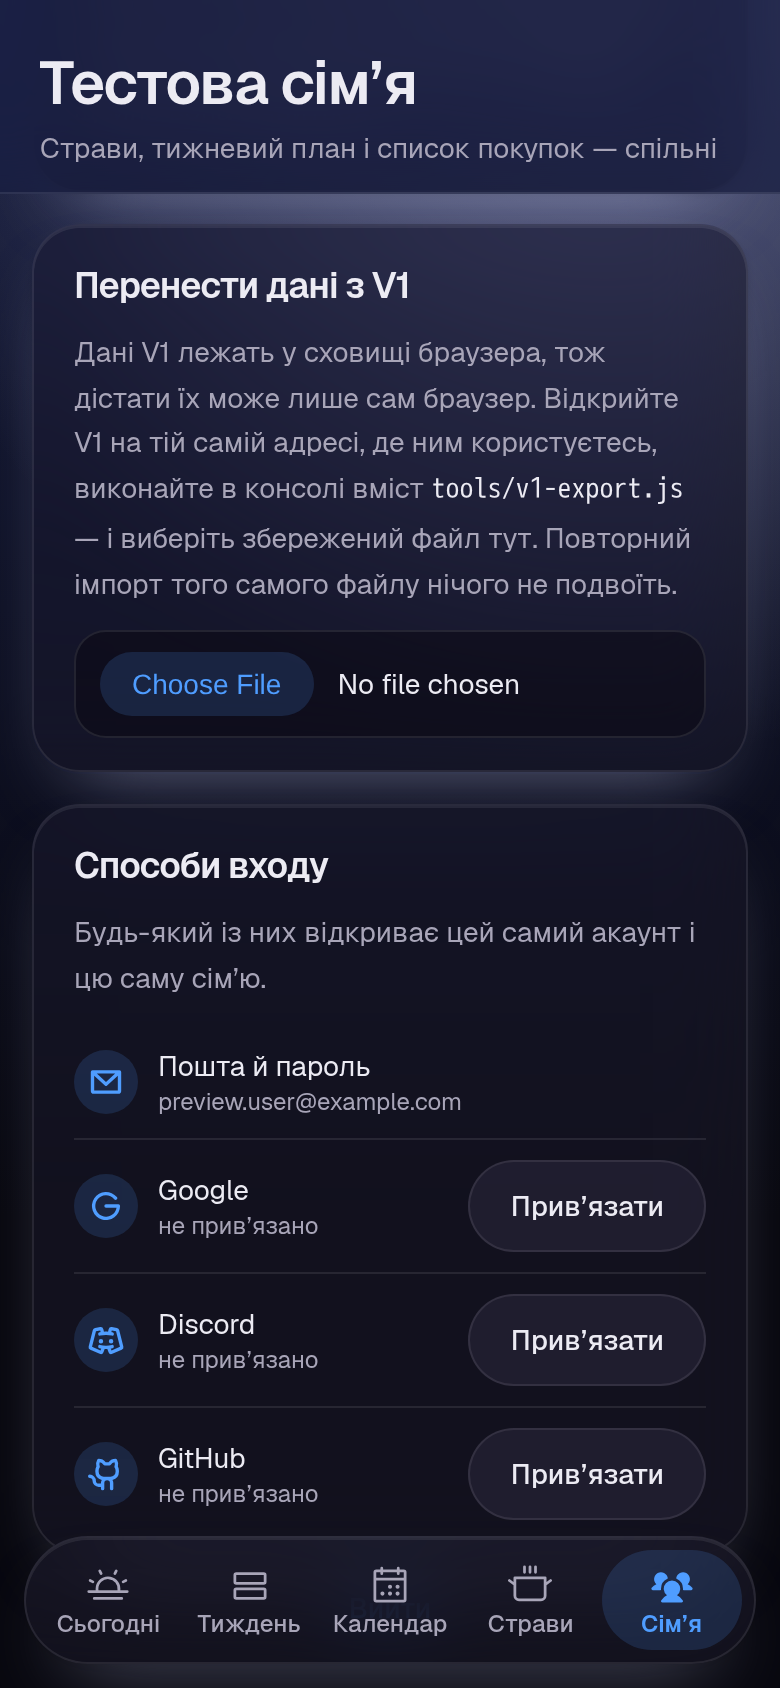 Тестова сім’я
Страви, тижневий план і список покупок — спільні
Перенести дані з V1
Дані V1 лежать у сховищі браузера, тож
дістати їх може лише сам браузер. Відкрийте
V1 на тій самій адресі, де ним користуєтесь,
виконайте в консолі вміст tools/v1-export.js
— і виберіть збережений файл тут. Повторний
імпорт того самого файлу нічого не подвоїть.
Choose File No file chosen
Способи входу
Будь-який із них відкриває цей самий акаунт і
цю саму сім’ю.
Пошта й пароль
preview.user@example.com
Google
не прив’язано
Прив’язати
Discord
не прив’язано
Прив’язати
GitHub
не прив’язано
Прив’язати
Сьогодні Тиждень Календар Страви Сім’я